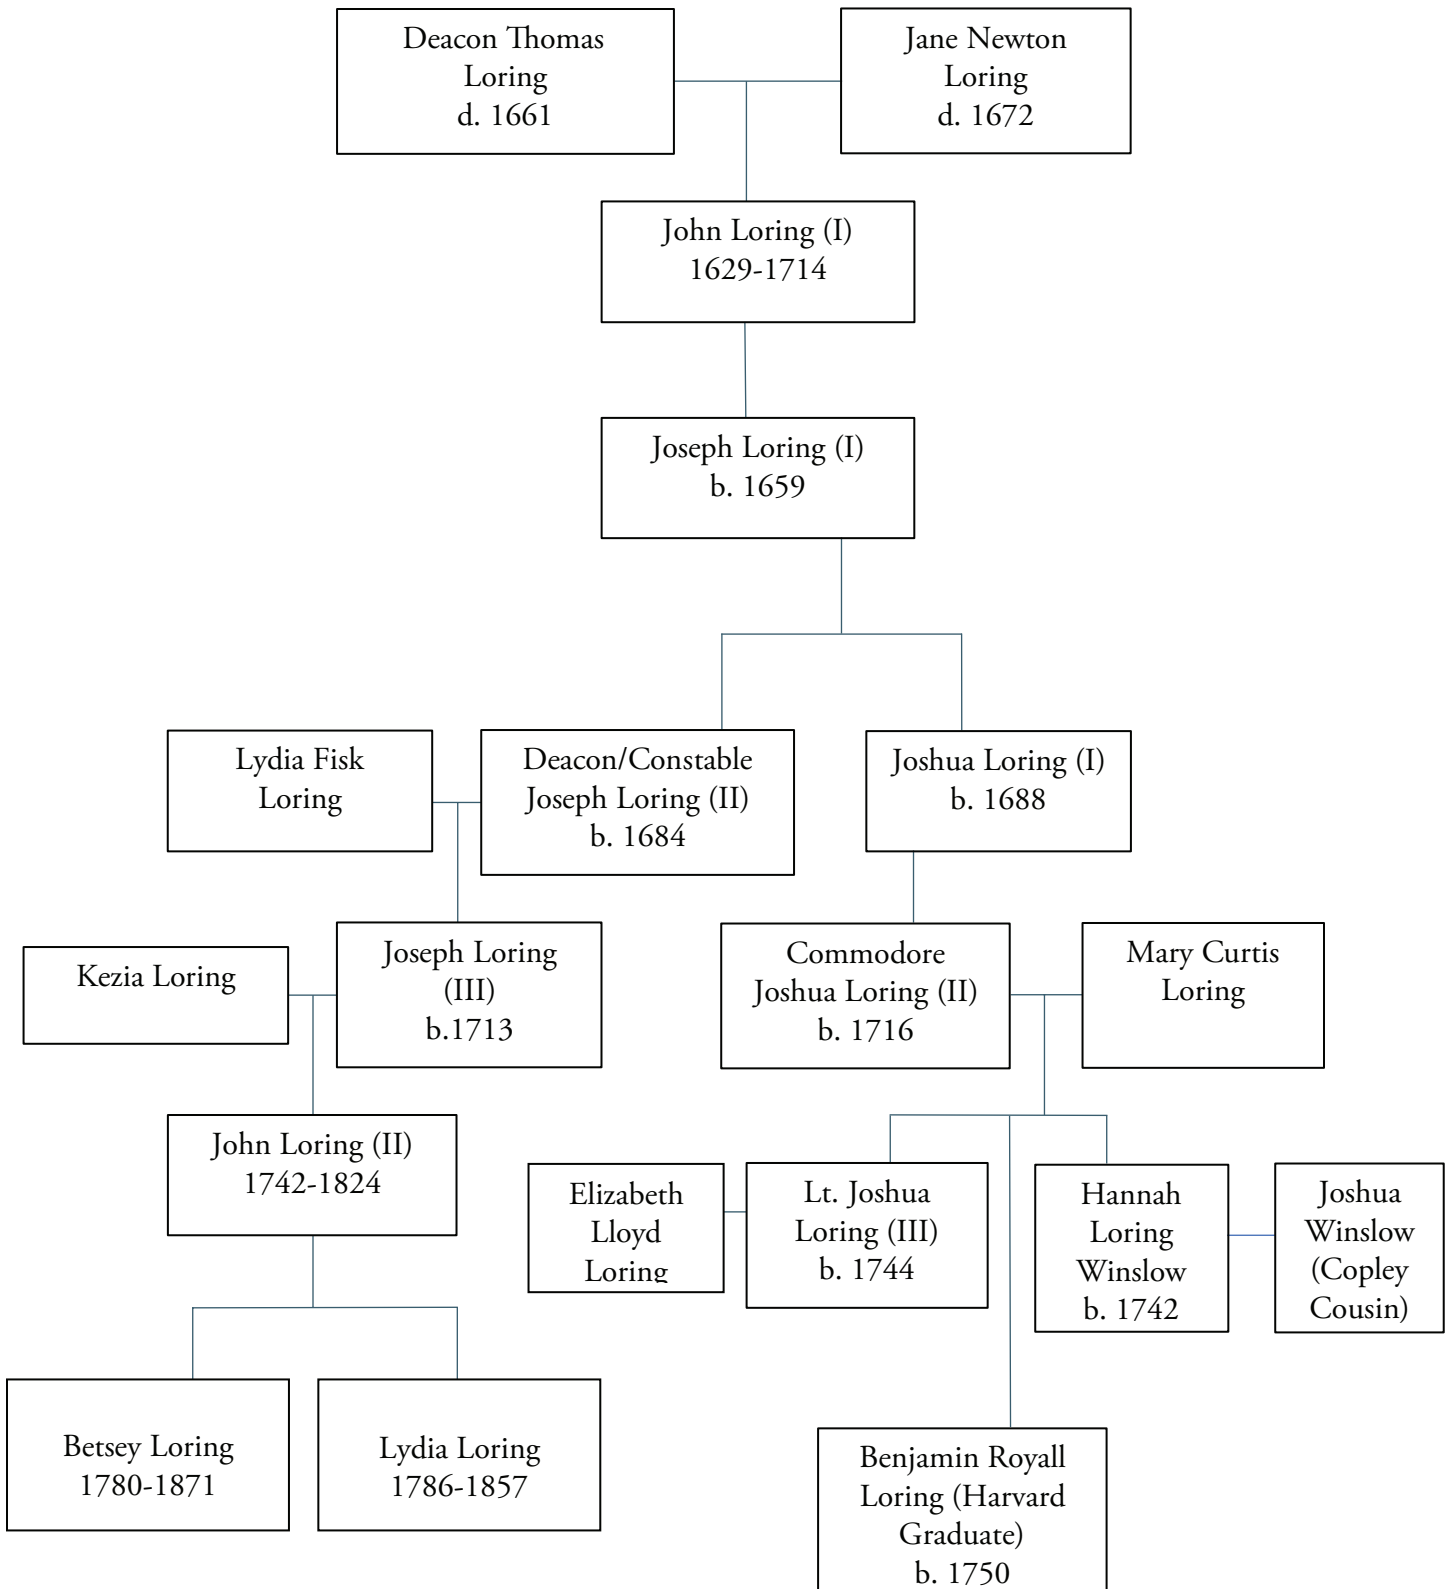 Deacon Thomas
Loring
d. 1661
Jane Newton
Loring
d. 1672
John Loring (I)
1629-1714
Joseph Loring (I)
b. 1659
Lydia Fisk
Loring
Deacon/Constable
Joseph Loring (II)
b. 1684
Joshua Loring (I)
b. 1688
Kezia Loring
Joseph Loring
(III)
b.1713
Commodore
Joshua Loring (II)
b. 1716
Mary Curtis
Loring
John Loring (II)
1742-1824
Elizabeth
Lloyd
Loring
Lt. Joshua
Loring (III)
b. 1744
Hannah
Loring
Winslow
b. 1742
Joshua
Winslow
(Copley
Cousin)
Betsey Loring
1780-1871
Lydia Loring
1786-1857
Benjamin Royall
Loring (Harvard
Graduate)
b. 1750